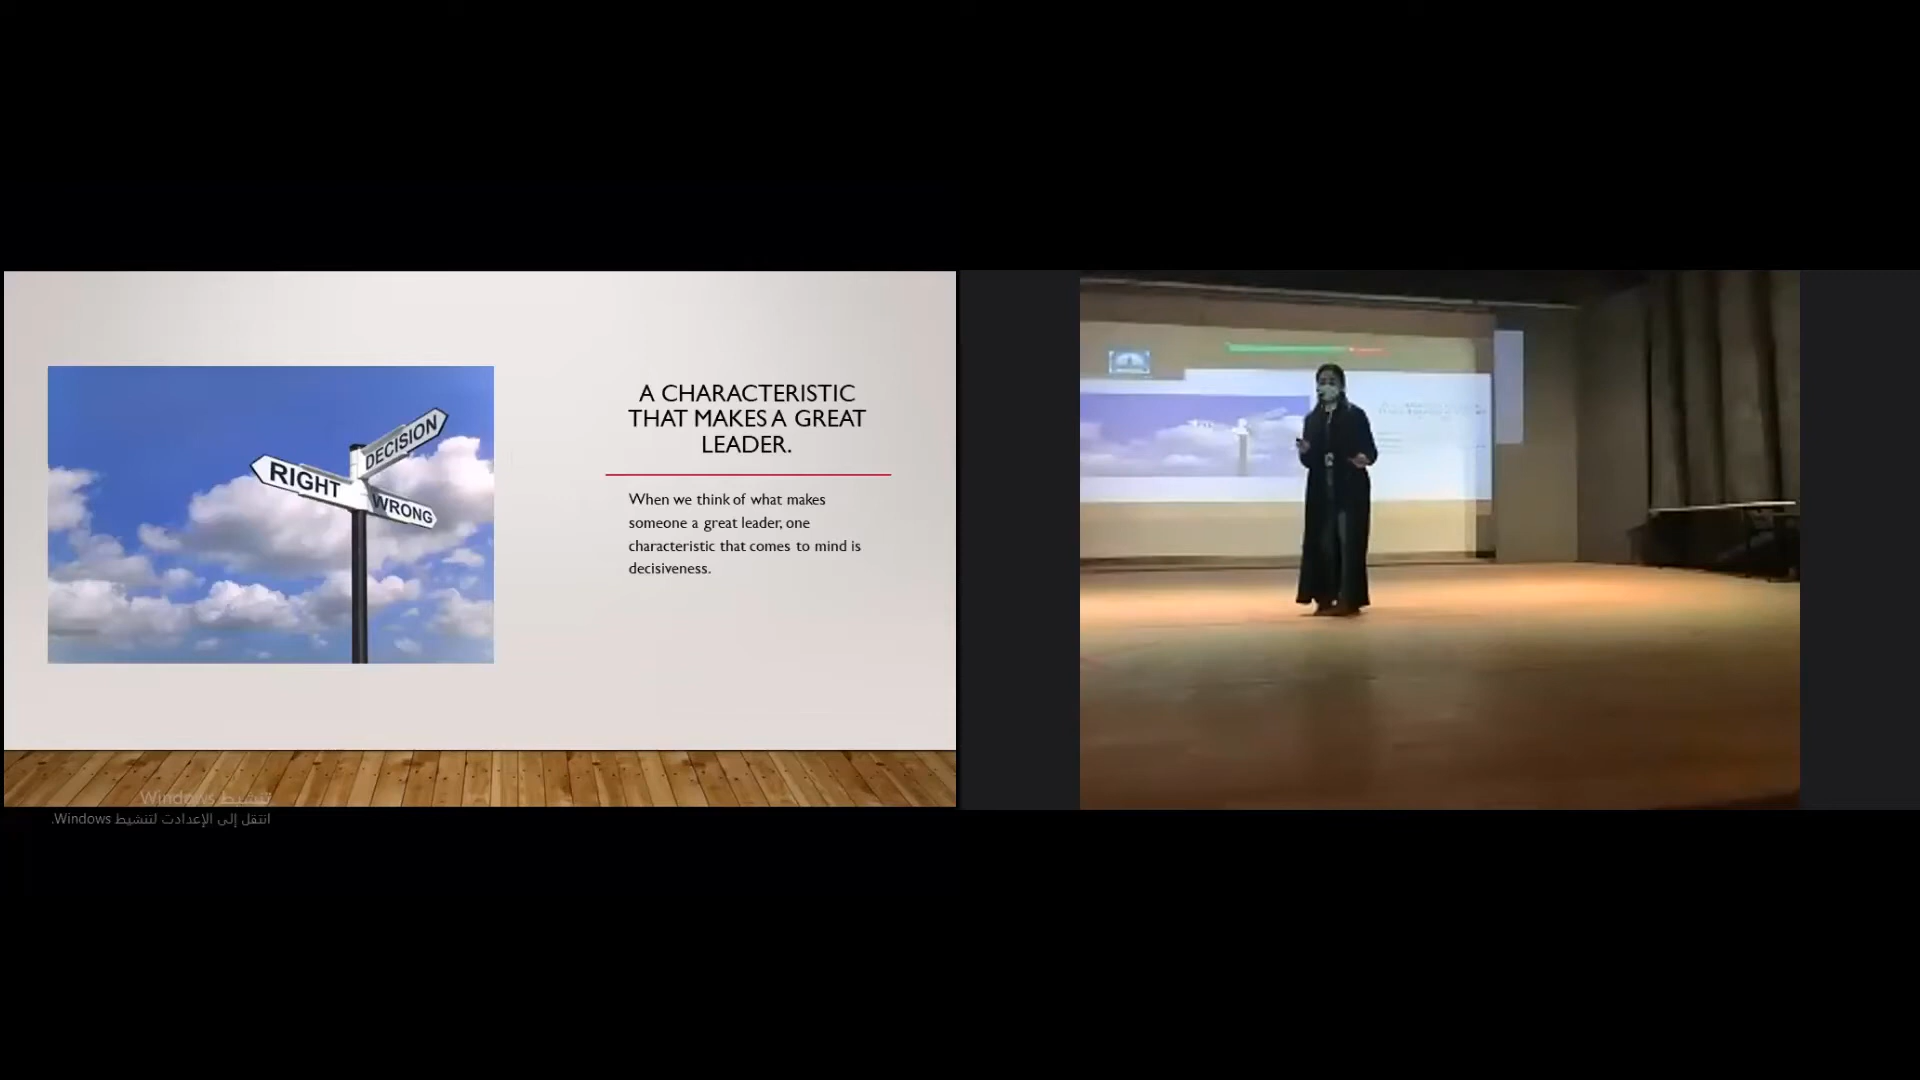 A CHARACTERISTIC
THAT MAKES A GREAT
LEADER.
When we think of what makes
someone a great leader, one
characteristic that comes to mind is
decisiveness.
DECISION
RIGHT
WRONG
تنشيط Windows
انتقل إلى الإعدادت لتنشيط Windows.